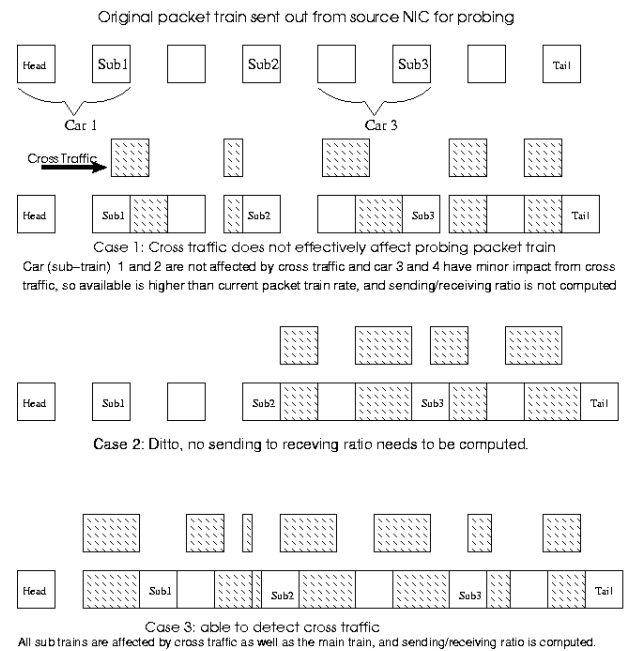 Original packet train sent out from source NIC for probing
Head Sub1 Sub2 Sub3 Tail
Car 1 Car 3
Cross Traffic
Head Sub1 Sub2 Sub3 Tail
Case 1: Cross traffic does not effectively affect probing packet train
Car (sub-train) 1 and 2 are not affected by cross traffic and car 3 and 4 have minor impact from cross
traffic, so available is higher than current packet train rate, and sending/receiving ratio is not computed
Head Sub1 Sub2 Sub3 Tail
Case 2: Ditto, no sending to receving ratio needs to be computed.
Head Sub1 Sub2 Sub3 Tail
Case 3: able to detect cross traffic
All sub trains are affected by cross traffic as well as the main train, and sending/receiving ratio is computed.